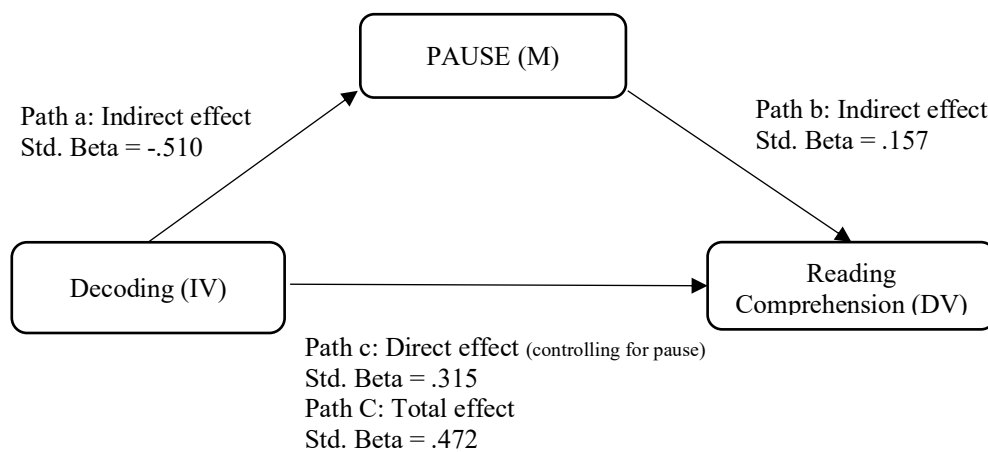 PAUSE (M)
Path a: Indirect effect
Std. Beta = -.510
Path b: Indirect effect
Std. Beta = .157
Decoding (IV)
Reading
Comprehension (DV)
Path c: Direct effect (controlling for pause)
Std. Beta = .315
Path C: Total effect
Std. Beta = .472